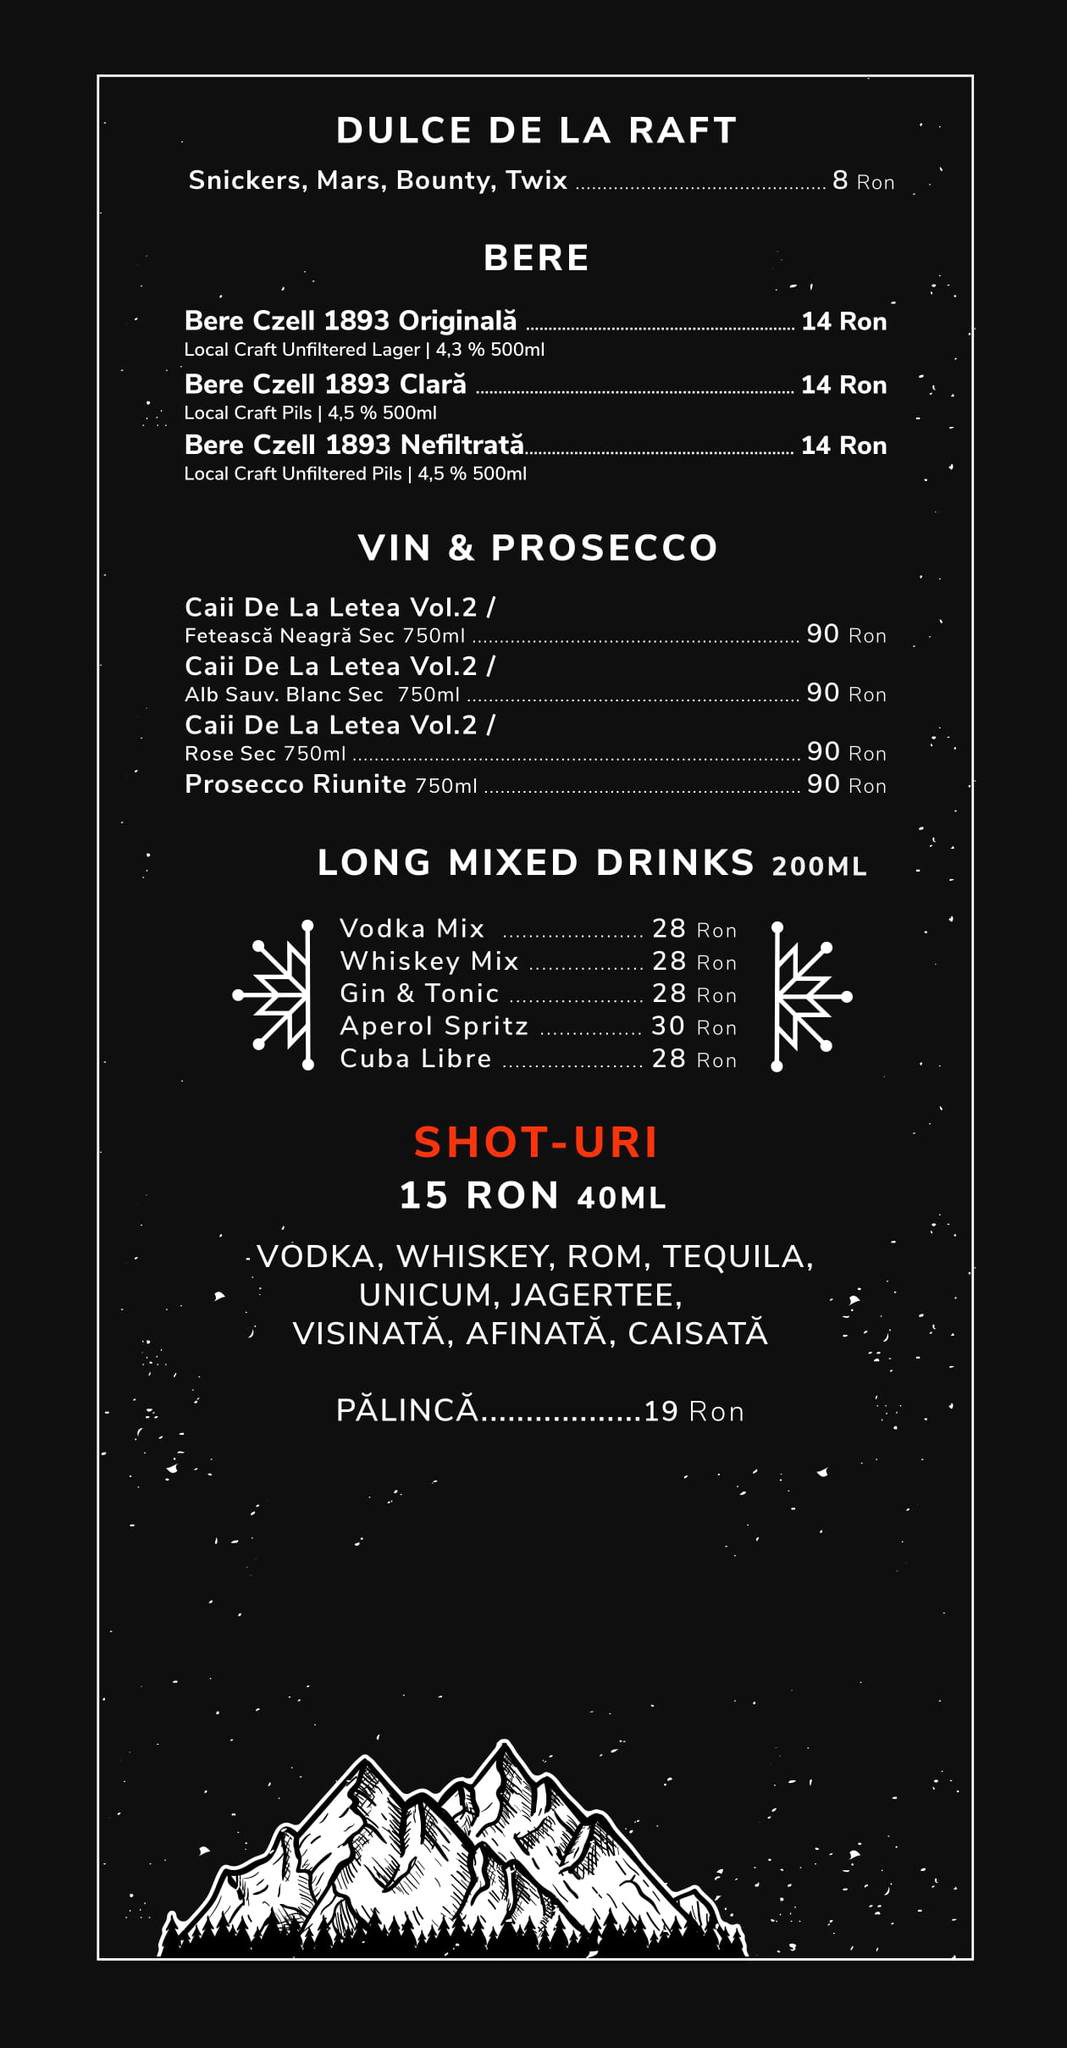 DULCE DE LA RAFT
Snickers, Mars, Bounty, Twix ............................................ 8 Ron
BERE
Bere Czell 1893 Originală ............................................................ 14 Ron
Local Craft Unfiltered Lager | 4,3 % 500ml
Bere Czell 1893 Clară ........................................................................ 14 Ron
Local Craft Pils | 4,5 % 500ml
Bere Czell 1893 Nefiltrată............................................................. 14 Ron
Local Craft Unfiltered Pils | 4,5 % 500ml
VIN & PROSECCO
Caii De La Letea Vol.2 /
Fetească Neagră Sec 750ml ......................................................... 90 Ron
Caii De La Letea Vol.2 /
Alb Sauv. Blanc Sec 750ml .......................................................... 90 Ron
Caii De La Letea Vol.2 /
Rose Sec 750ml .............................................................................. 90 Ron
Prosecco Riunite 750ml ....................................................... 90 Ron
LONG MIXED DRINKS 200ML
Vodka Mix ...................... 28 Ron
Whiskey Mix .................. 28 Ron
Gin & Tonic ..................... 28 Ron
Aperol Spritz ................ 30 Ron
Cuba Libre ...................... 28 Ron
SHOT-URI
15 RON 40ML
VODKA, WHISKEY, ROM, TEQUILA,
UNICUM, JAGERTEE,
VISINATĂ, AFINATĂ, CAISATĂ
PĂLINCĂ..................19 Ron